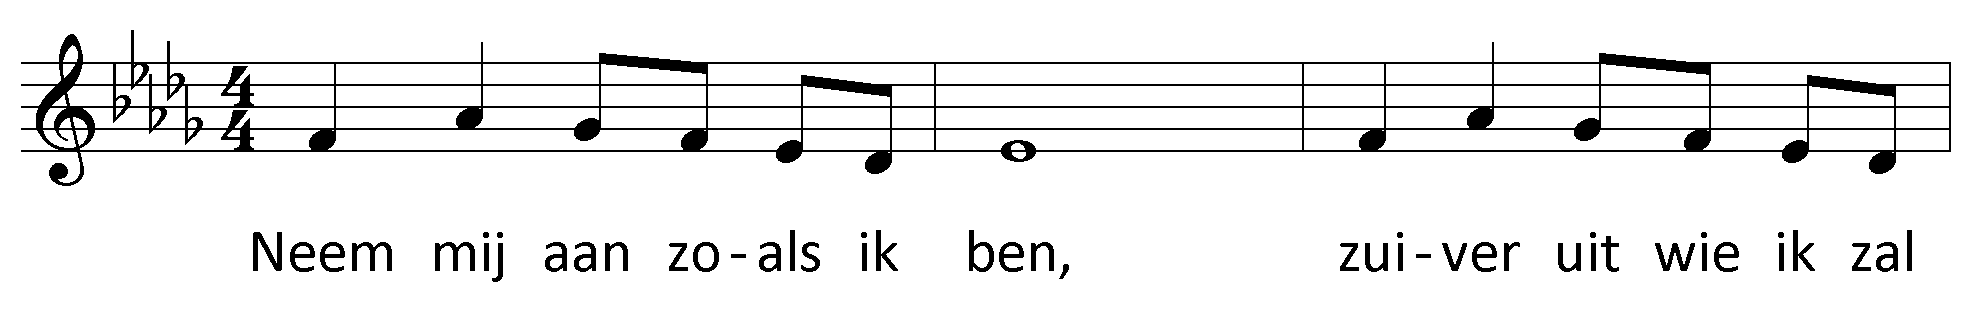 Neem mij aan zo-als ik ben, zui-ver uit wie ik zal